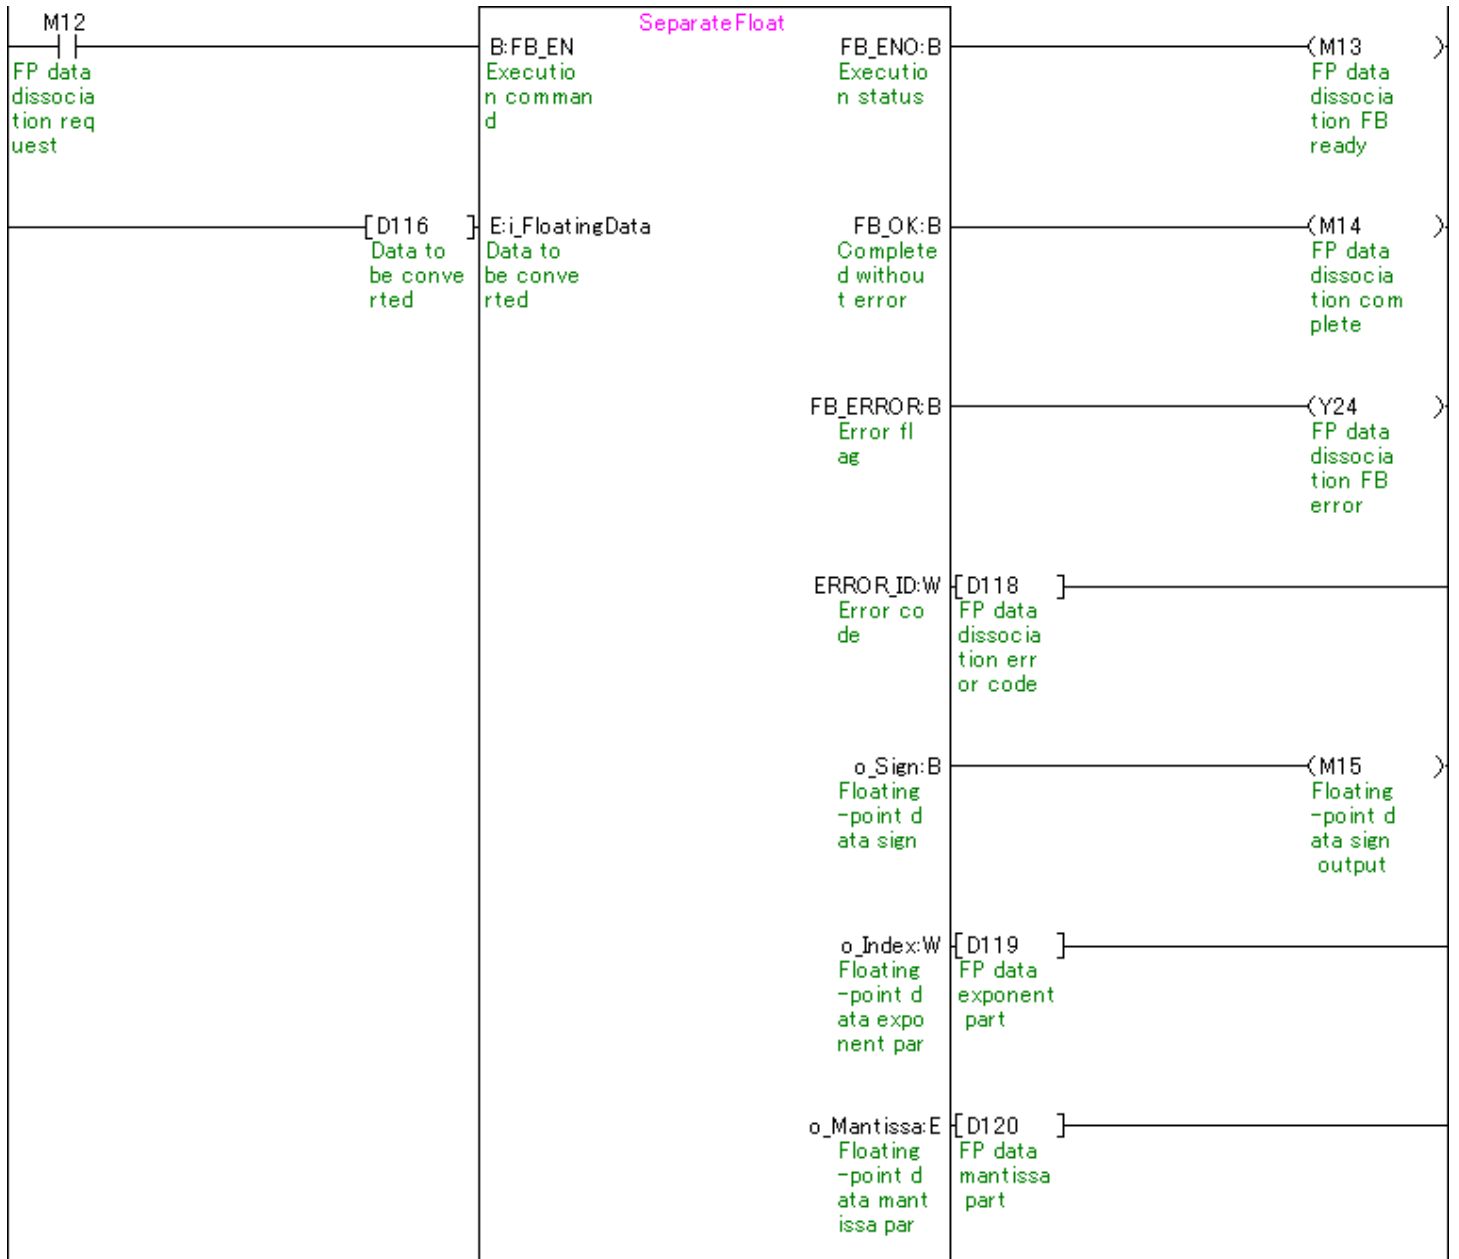 M12
SeparateFloat
B:FB_EN
FB_ENO:B
(M13 )
FP data
dissocia
tion req
uest
Executio
n comman
d
Executio
n status
FP data
dissocia
tion FB
ready
[D116 ]
E:i_FloatingData
FB_OK:B
(M14 )
Data to
be conve
rted
Data to
be conve
rted
Complete
d withou
t error
FP data
dissocia
tion com
plete
FB_ERROR:B
(Y24 )
Error fl
ag
FP data
dissocia
tion FB
error
ERROR_ID:W
[D118 ]
Error co
de
FP data
dissocia
tion err
or code
o_Sign:B
(M15 )
Floating
-point d
ata sign
Floating
-point d
ata sign
output
o_Index:W
[D119 ]
Floating
-point d
ata expo
nent par
FP data
exponent
part
o_Mantissa:E
[D120 ]
Floating
-point d
ata mant
issa par
FP data
mantissa
part